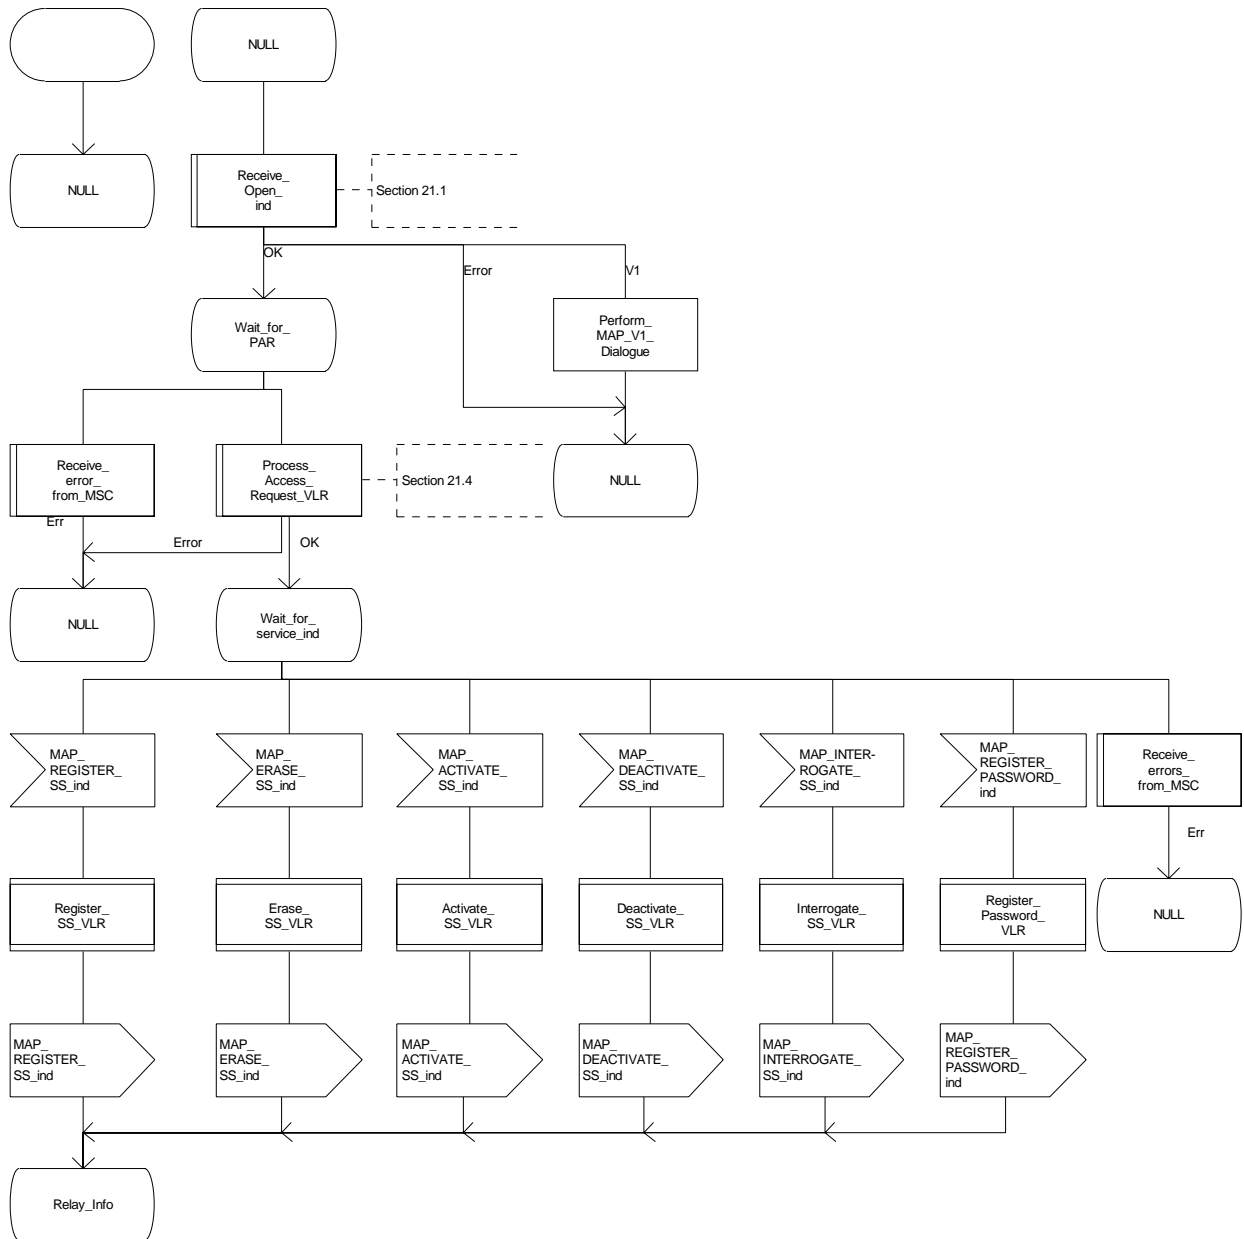 NULL
NULL
Receive_
Open_
ind
Section 21.1
OK
Error
V1
Wait_for_
PAR
Perform_
MAP_V1_
Dialogue
Receive_
error_
from_MSC
Process_
Access_
Request_VLR
Section 21.4
NULL
Err
Error
OK
NULL
Wait_for_
service_ind
MAP_
REGISTER_
SS_ind
MAP_
ERASE_
SS_ind
MAP_
ACTIVATE_
SS_ind
MAP_
DEACTIVATE_
SS_ind
MAP_INTER-
ROGATE_
SS_ind
MAP_
REGISTER_
PASSWORD_
ind
Receive_
errors_
from_MSC
Err
Register_
SS_VLR
Erase_
SS_VLR
Activate_
SS_VLR
Deactivate_
SS_VLR
Interrogate_
SS_VLR
Register_
Password_
VLR
NULL
MAP_
REGISTER_
SS_ind
MAP_
ERASE_
SS_ind
MAP_
ACTIVATE_
SS_ind
MAP_
DEACTIVATE_
SS_ind
MAP_
INTERROGATE_
SS_ind
MAP_
REGISTER_
PASSWORD_
ind
Relay_Info